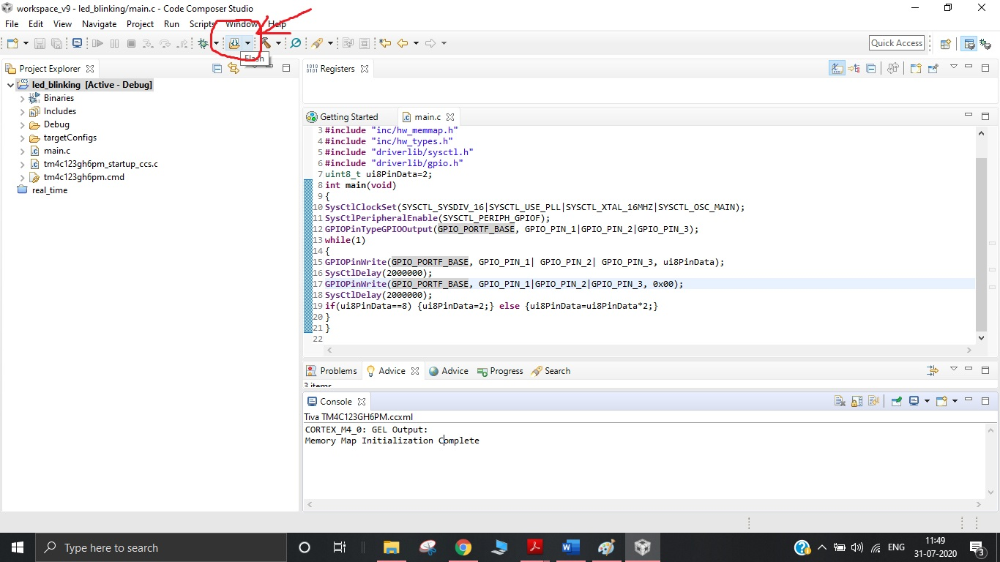 workspace_v9 - led_blinking/main.c - Code Composer Studio
File Edit View Navigate Project Run Scripts Window Help
Quick Access
Flash
Project Explorer
led_blinking [Active - Debug]
Binaries
Includes
Debug
targetConfigs
main.c
tm4c123gh6pm_startup_ccs.c
tm4c123gh6pm.cmd
real_time
Registers
Getting Started main.c
3 #include "inc/hw_memmap.h"
4 #include "inc/hw_types.h"
5 #include "driverlib/sysctl.h"
6 #include "driverlib/gpio.h"
7 uint8_t ui8PinData=2;
8 int main(void)
9 {
10 SysCtlClockSet(SYSCTL_SYSDIV_16|SYSCTL_USE_PLL|SYSCTL_XTAL_16MHZ|SYSCTL_OSC_MAIN);
11 SysCtlPeripheralEnable(SYSCTL_PERIPH_GPIOF);
12 GPIOPinTypeGPIOOutput(GPIO_PORTF_BASE, GPIO_PIN_1|GPIO_PIN_2|GPIO_PIN_3);
13 while(1)
14 {
15 GPIOPinWrite(GPIO_PORTF_BASE, GPIO_PIN_1| GPIO_PIN_2| GPIO_PIN_3, ui8PinData);
16 SysCtlDelay(2000000);
17 GPIOPinWrite(GPIO_PORTF_BASE, GPIO_PIN_1|GPIO_PIN_2|GPIO_PIN_3, 0x00);
18 SysCtlDelay(2000000);
19 if(ui8PinData==8) {ui8PinData=2;} else {ui8PinData=ui8PinData*2;}
20 }
21 }
22
Problems Advice Advice Progress Search
3 items
Console
Tiva TM4C123GH6PM.ccxml
CORTEX_M4_0: GEL Output:
Memory Map Initialization Complete
Type here to search
ENG
11:49
31-07-2020
3